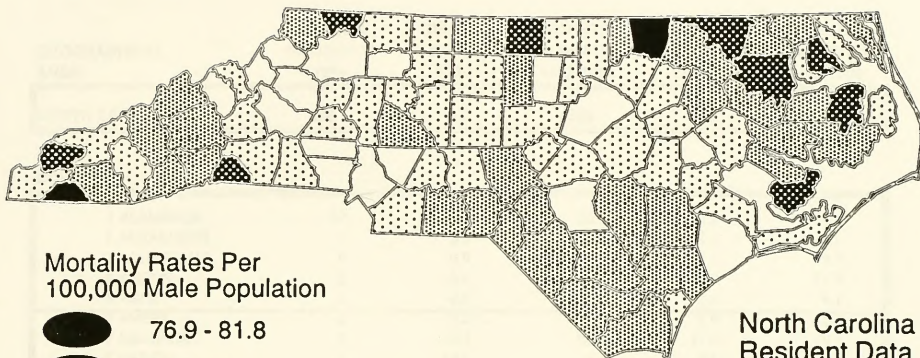 Mortality Rates Per
100,000 Male Population
76.9 - 81.8
North Carolina
Resident Data